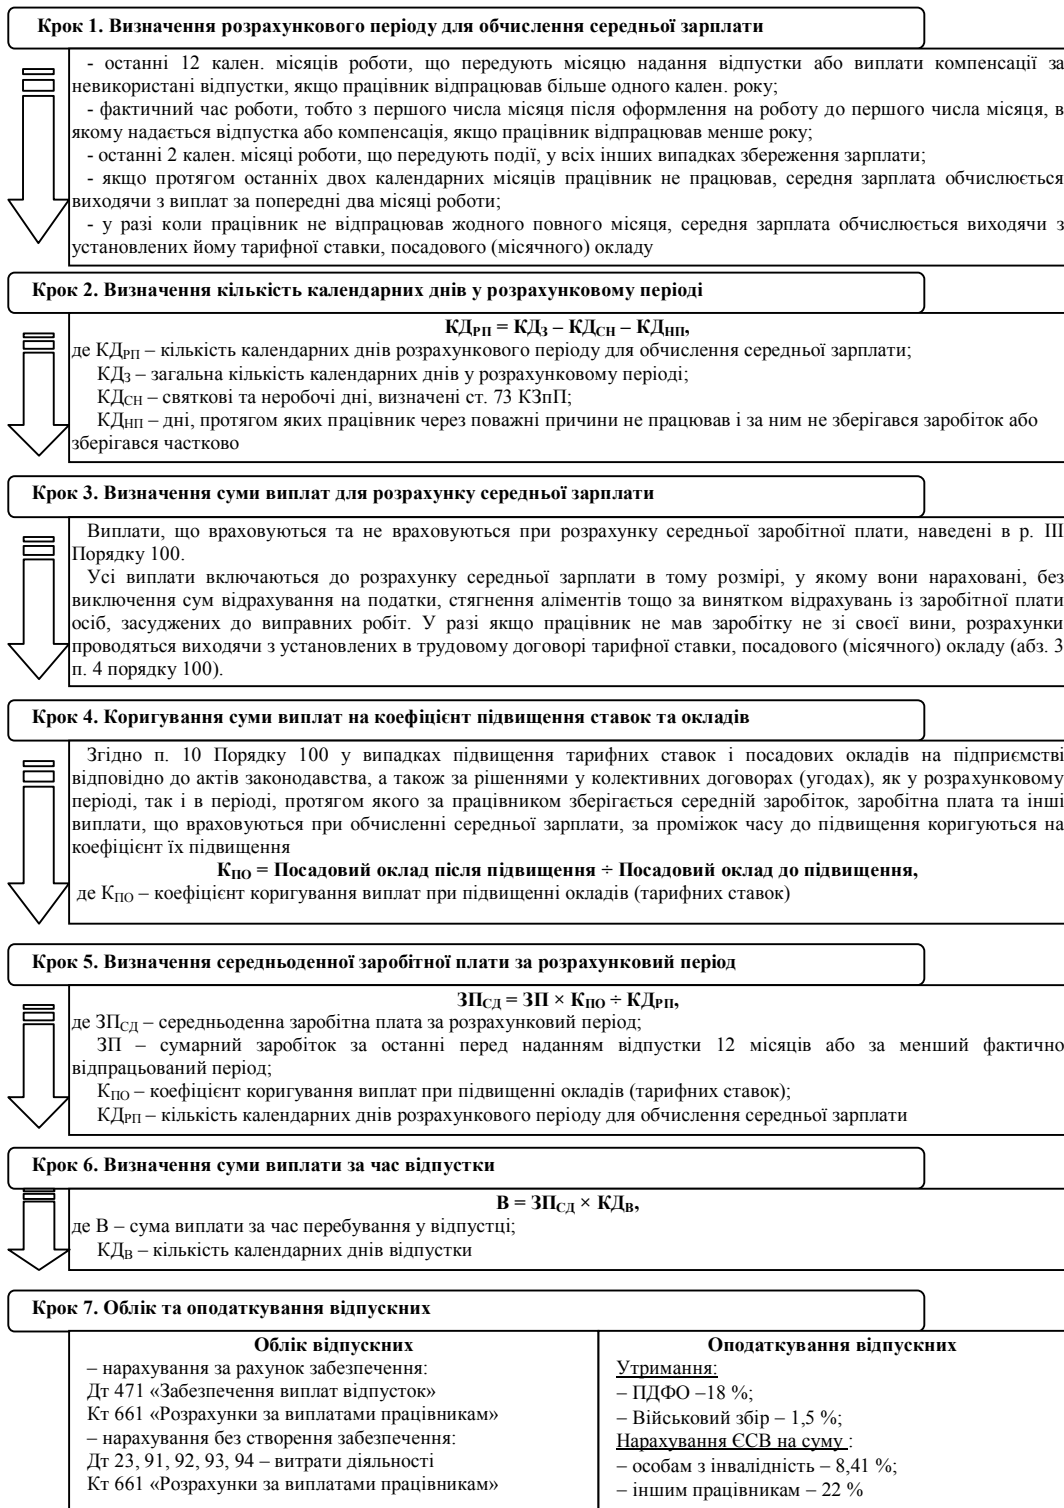 Крок 1. Визначення розрахункового періоду для обчислення середньої зарплати
- останні 12 кален. місяців роботи, що передують місяцю надання відпустки або виплати компенсації за
невикористані відпустки, якщо працівник відпрацював більше одного кален. року;
- фактичний час роботи, тобто з першого числа місяця після оформлення на роботу до першого числа місяця, в
якому надається відпустка або компенсація, якщо працівник відпрацював менше року;
- останні 2 кален. місяці роботи, що передують події, у всіх інших випадках збереження зарплати;
- якщо протягом останніх двох календарних місяців працівник не працював, середня зарплата обчислюється
виходячи з виплат за попередні два місяці роботи;
- у разі коли працівник не відпрацював жодного повного місяця, середня зарплата обчислюється виходячи з
установлених йому тарифної ставки, посадового (місячного) окладу
Крок 2. Визначення кількість календарних днів у розрахунковому періоді
КДРП = КДЗ – КДСН – КДНП,
де КДРП – кількість календарних днів розрахункового періоду для обчислення середньої зарплати;
КДЗ – загальна кількість календарних днів у розрахунковому періоді;
КДСН – святкові та неробочі дні, визначені ст. 73 КЗпП;
КДНП – дні, протягом яких працівник через поважні причини не працював і за ним не зберігався заробіток або
зберігався частково
Крок 3. Визначення суми виплат для розрахунку середньої зарплати
Виплати, що враховуються та не враховуються при розрахунку середньої заробітної плати, наведені в р. III
Порядку 100.
Усі виплати включаються до розрахунку середньої зарплати в тому розмірі, у якому вони нараховані, без
виключення сум відрахування на податки, стягнення аліментів тощо за винятком відрахувань із заробітної плати
осіб, засуджених до виправних робіт. У разі якщо працівник не мав заробітку не зі своєї вини, розрахунки
проводяться виходячи з установлених в трудовому договорі тарифної ставки, посадового (місячного) окладу (абз. 3
п. 4 порядку 100).
Крок 4. Коригування суми виплат на коефіцієнт підвищення ставок та окладів
Згідно п. 10 Порядку 100 у випадках підвищення тарифних ставок і посадових окладів на підприємстві
відповідно до актів законодавства, а також за рішеннями у колективних договорах (угодах), як у розрахунковому
періоді, так і в періоді, протягом якого за працівником зберігається середній заробіток, заробітна плата та інші
виплати, що враховуються при обчисленні середньої зарплати, за проміжок часу до підвищення коригуються на
коефіцієнт їх підвищення
КПО = Посадовий оклад після підвищення ÷ Посадовий оклад до підвищення,
де КПО – коефіцієнт коригування виплат при підвищенні окладів (тарифних ставок)
Крок 5. Визначення середньоденної заробітної плати за розрахунковий період
ЗПСД = ЗП × КПО ÷ КДРП,
де ЗПСД – середньоденна заробітна плата за розрахунковий період;
ЗП – сумарний заробіток за останні перед наданням відпустки 12 місяців або за менший фактично
відпрацьований період;
КПО – коефіцієнт коригування виплат при підвищенні окладів (тарифних ставок);
КДРП – кількість календарних днів розрахункового періоду для обчислення середньої зарплати
Крок 6. Визначення суми виплати за час відпустки
В = ЗПСД × КДВ,
де В – сума виплати за час перебування у відпустці;
КДВ – кількість календарних днів відпустки
Крок 7. Облік та оподаткування відпускних
Облік відпускних
– нарахування за рахунок забезпечення:
Дт 471 «Забезпечення виплат відпусток»
Кт 661 «Розрахунки за виплатами працівникам»
– нарахування без створення забезпечення:
Дт 23, 91, 92, 93, 94 – витрати діяльності
Кт 661 «Розрахунки за виплатами працівникам»
Оподаткування відпускних
Утримання:
– ПДФО –18 %;
– Військовий збір – 1,5 %;
Нарахування ЄСВ на суму :
– особам з інвалідність – 8,41 %;
– іншим працівникам – 22 %